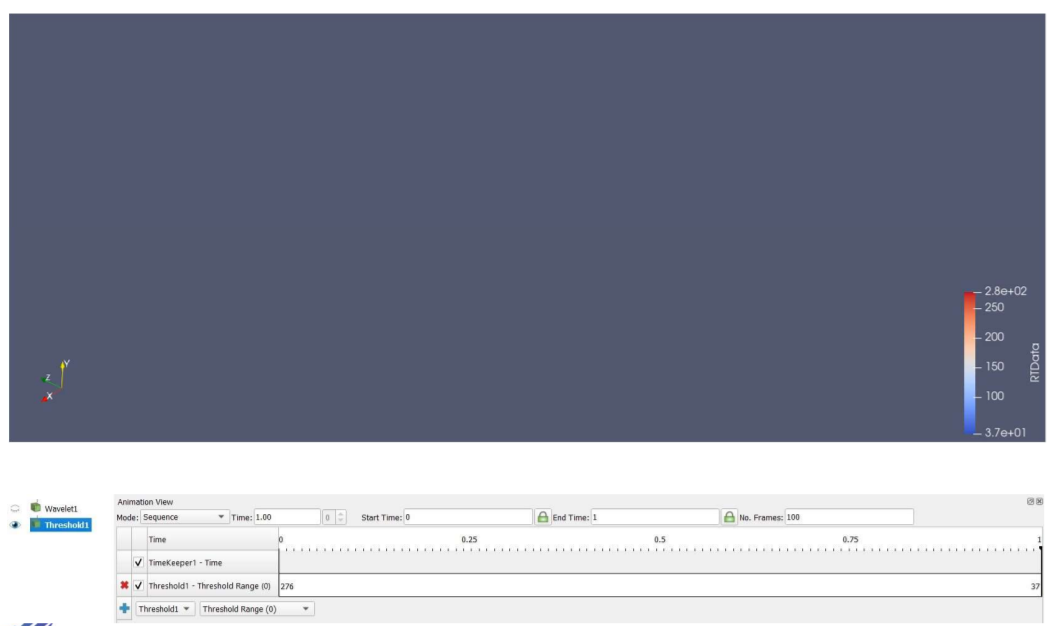 2.8e+02
250
200
150
100
3.7e+01
RTData
Y
Z
X
Wavelet1
Threshold1
Animation View
Mode: Sequence Time: 1.00 0 Start Time: 0 End Time: 1 No. Frames: 100
Time 0 0.25 0.5 0.75 1
TimeKeeper1 - Time
Threshold1 - Threshold Range (0) 276 37
Threshold1 Threshold Range (0)